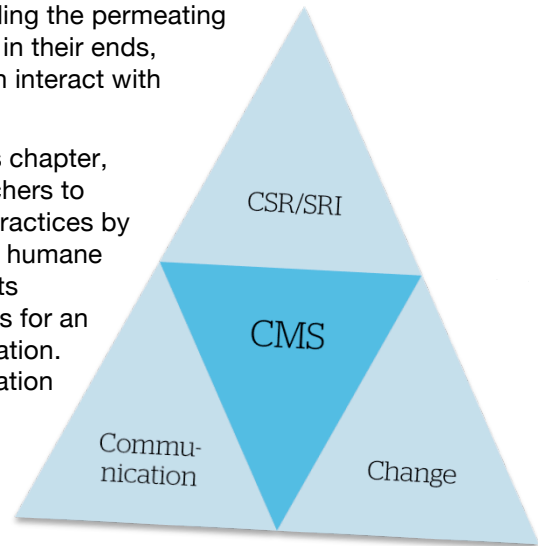 ling the permeating
in their ends,
interact with
chapter,
chers to
ractices by
humane
ts
s for an
ation.
ation
CSR/SRI
CMS
Commu-
nication
Change